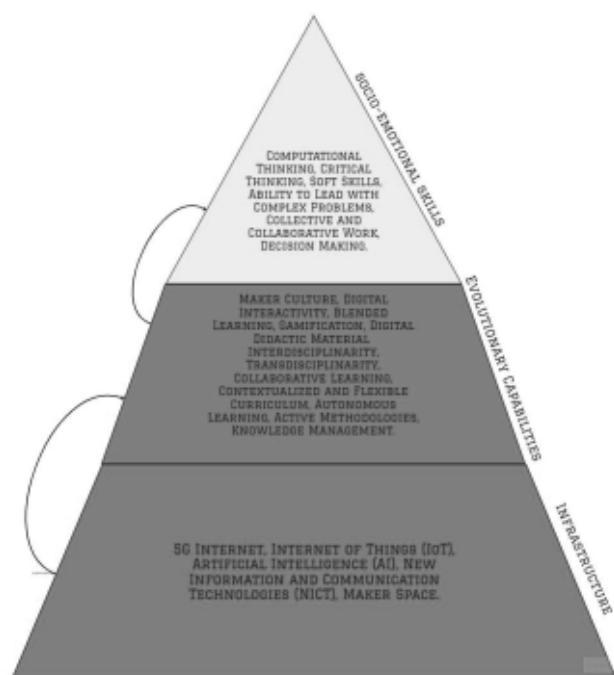 SOCIO-EMOTIONAL SKILLS
COMPUTATIONAL
THINKING, CRITICAL
THINKING, SOFT SKILLS,
ABILITY TO LEAD WITH
COMPLEX PROBLEMS,
COLLECTIVE AND
COLLABORATIVE WORK,
DECISION MAKING.
EVOLUTIONARY CAPABILITIES
MAKER CULTURE, DIGITAL
INTERACTIVITY, BLENDED
LEARNING, GAMIFICATION, DIGITAL
DIDACTIC MATERIAL
INTERDISCIPLINARITY,
TRANSDISCIPLINARITY,
COLLABORATIVE LEARNING,
CONTEXTUALIZED AND FLEXIBLE
CURRICULUM, AUTONOMOUS
LEARNING, ACTIVE METHODOLOGIES,
KNOWLEDGE MANAGEMENT.
INFRASTRUCTURE
5G INTERNET, INTERNET OF THINGS (IOT),
ARTIFICIAL INTELLIGENCE (AI), NEW
INFORMATION AND COMMUNICATION
TECHNOLOGIES (NICT), MAKER SPACE.